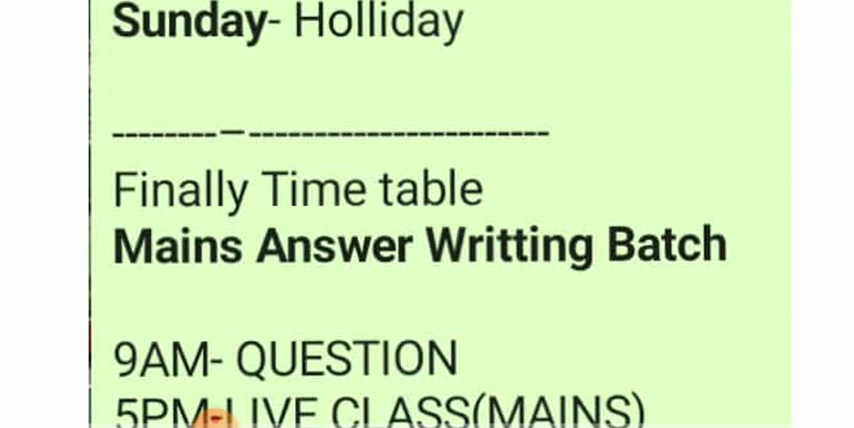 Sunday- Holliday
--------–-----------------------
Finally Time table
Mains Answer Writting Batch
9AM- QUESTION
5PM-LIVE CLASS(MAINS)